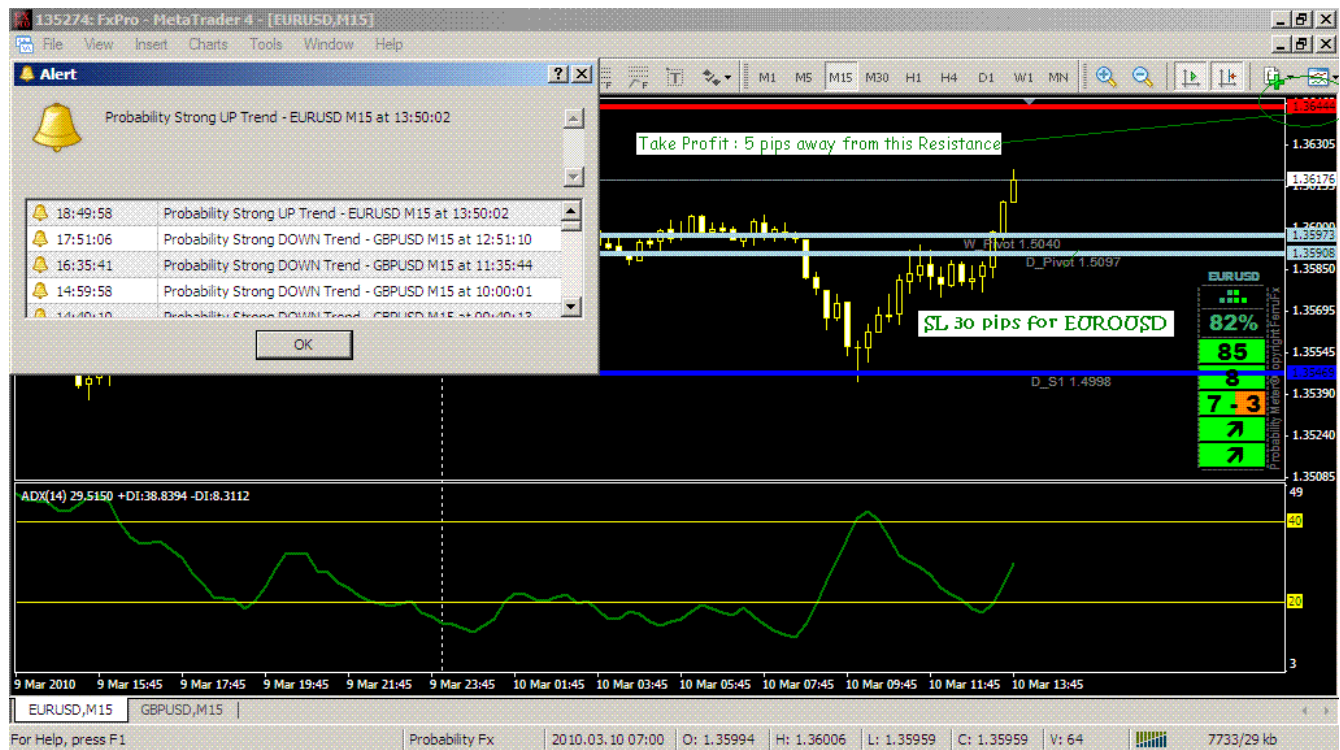 135274: FxPro - MetaTrader 4 - [EURUSD,M15]
File View Insert Charts Tools Window Help
Alert
Probability Strong UP Trend - EURUSD M15 at 13:50:02
18:49:58 Probability Strong UP Trend - EURUSD M15 at 13:50:02
17:51:06 Probability Strong DOWN Trend - GBPUSD M15 at 12:51:10
16:35:41 Probability Strong DOWN Trend - GBPUSD M15 at 11:35:44
14:59:58 Probability Strong DOWN Trend - GBPUSD M15 at 10:00:01
Probability Strong DOWN Trend - GBPUSD M15 at
OK
M1 M5 M15 M30 H1 H4 D1 W1 MN
Take Profit : 5 pips away from this Resistance
1.36444
1.36305
1.36176
1.35973
1.35908
1.35850
1.35695
1.35545
1.35469
1.35390
1.35240
1.35085
W_Pivot 1.5040
D_Pivot 1.5097
SL 30 pips for EUROUSD
D_S1 1.4998
EURUSD
82%
85
8
7 - 3
Probability Meter© Copyright FerruFx
ADX(14) 29.5150 +DI:38.8394 -DI:8.3112
49
40
20
3
9 Mar 2010 9 Mar 15:45 9 Mar 17:45 9 Mar 19:45 9 Mar 21:45 9 Mar 23:45 10 Mar 01:45 10 Mar 03:45 10 Mar 05:45 10 Mar 07:45 10 Mar 09:45 10 Mar 11:45 10 Mar 13:45
EURUSD,M15 GBPUSD,M15
For Help, press F1 Probability Fx 2010.03.10 07:00 O: 1.35994 H: 1.36006 L: 1.35959 C: 1.35959 V: 64 7733/29 kb